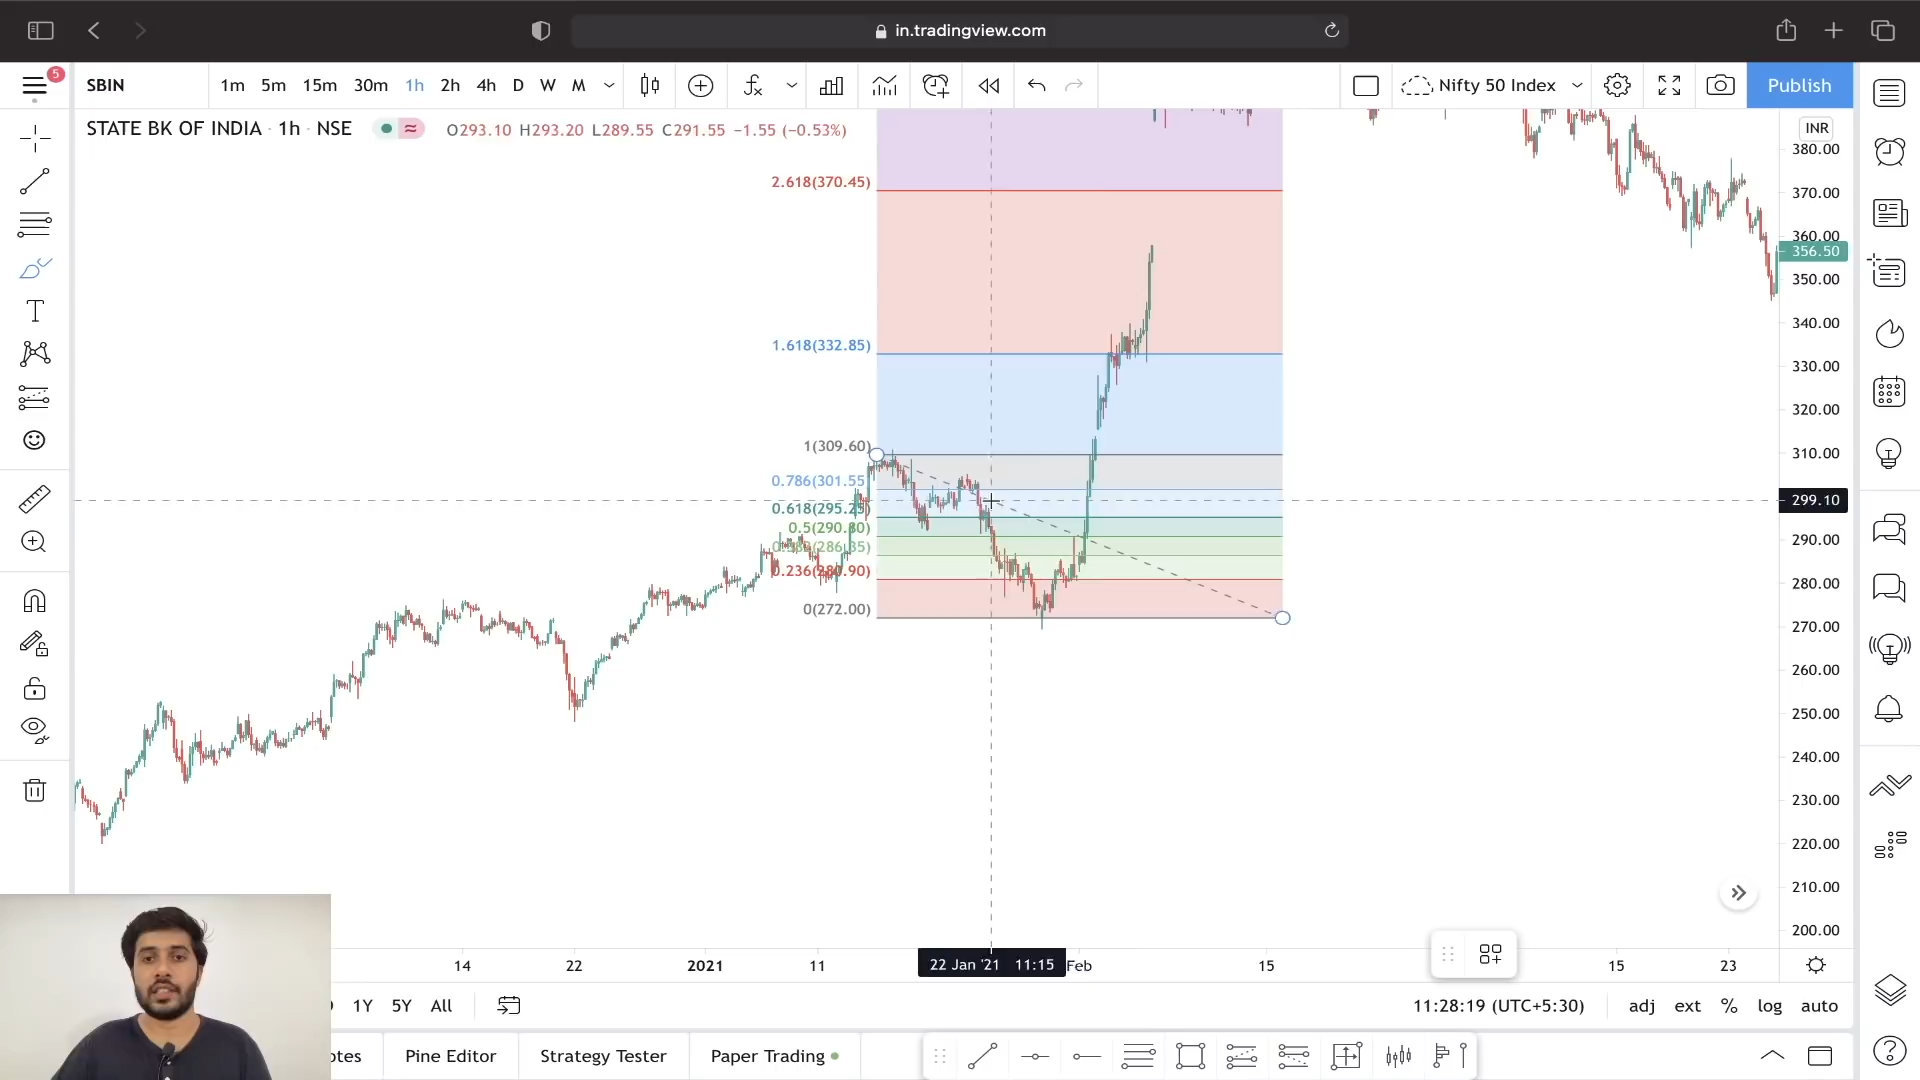 in.tradingview.com
5
SBIN
1m 5m 15m 30m 1h 2h 4h D W M
Nifty 50 Index
Publish
STATE BK OF INDIA · 1h · NSE
O293.10 H293.20 L289.55 C291.55 −1.55 (−0.53%)
INR
380.00
2.618(370.45)
370.00
360.00
356.50
350.00
340.00
1.618(332.85)
330.00
320.00
310.00
1(309.60)
0.786(301.55)
299.10
0.618(295.25)
0.5(290.80)
290.00
280.00
0.236(280.90)
0(272.00)
270.00
260.00
250.00
240.00
230.00
220.00
210.00
200.00
14 22 2021 11 22 Jan '21 11:15 Feb 15 15 23
1Y 5Y All
11:28:19 (UTC+5:30) adj ext % log auto
otes Pine Editor Strategy Tester Paper Trading